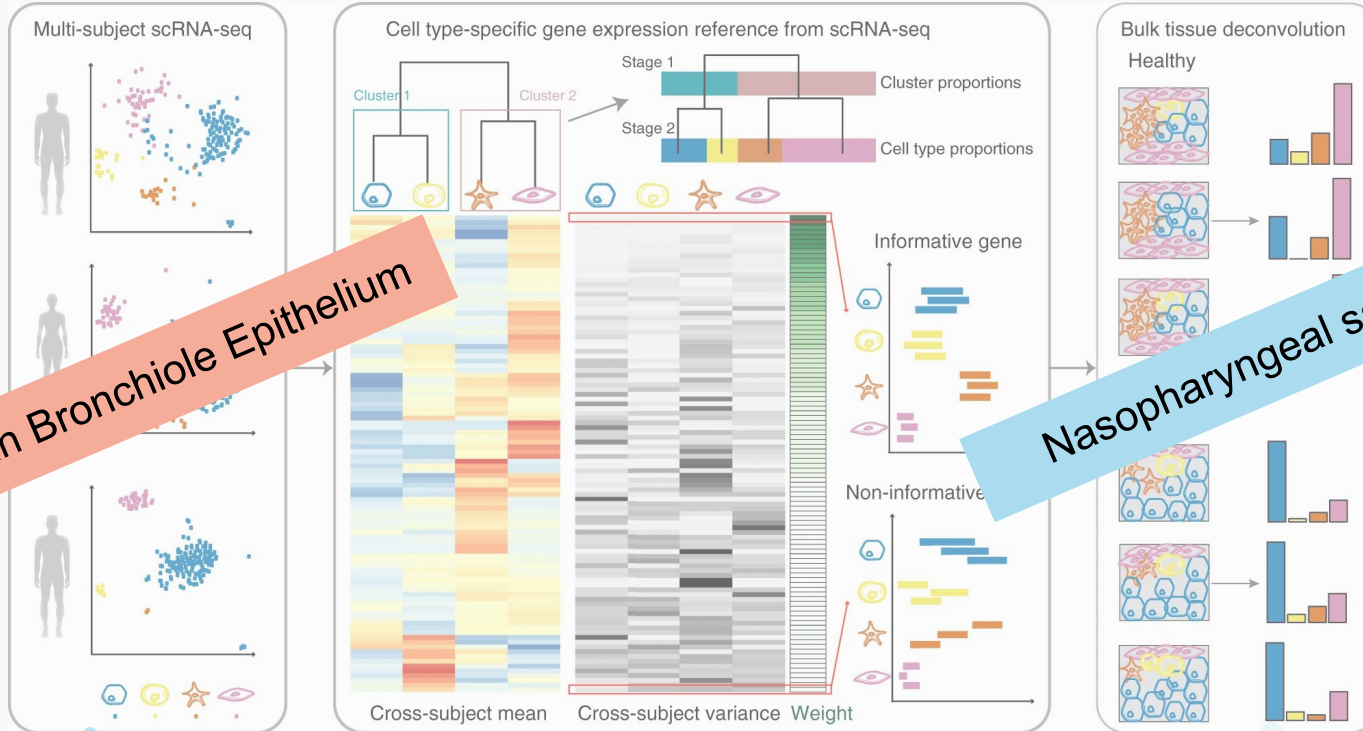 Multi-subject scRNA-seq
Cell type-specific gene expression reference from scRNA-seq
Bulk tissue deconvolution
Healthy
Stage 1
Cluster proportions
Cluster 1
Cluster 2
Stage 2
Cell type proportions
Informative gene
Bronchiole Epithelium
Nasopharyngeal
Non-informative
Cross-subject mean
Cross-subject variance
Weight